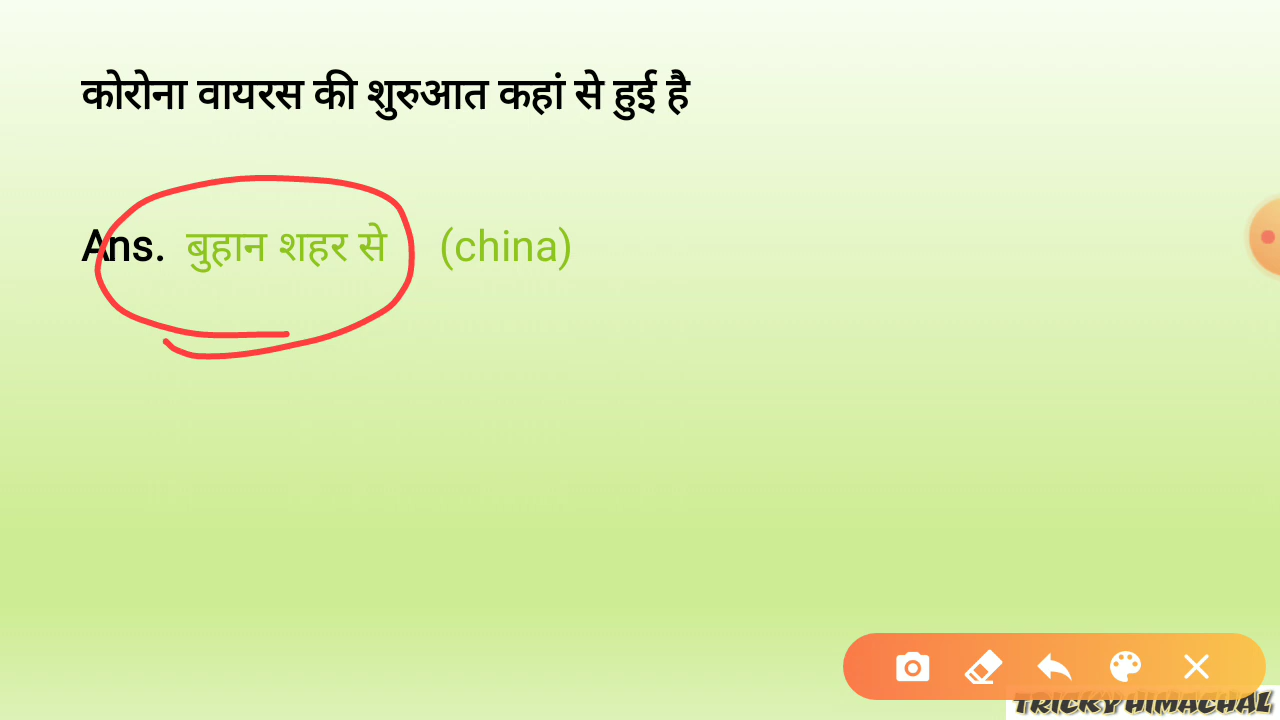 कोरोना वायरस की शुरुआत कहां से हुई है
Ans. बुहान शहर से (china)
TRICKY HIMACHAL